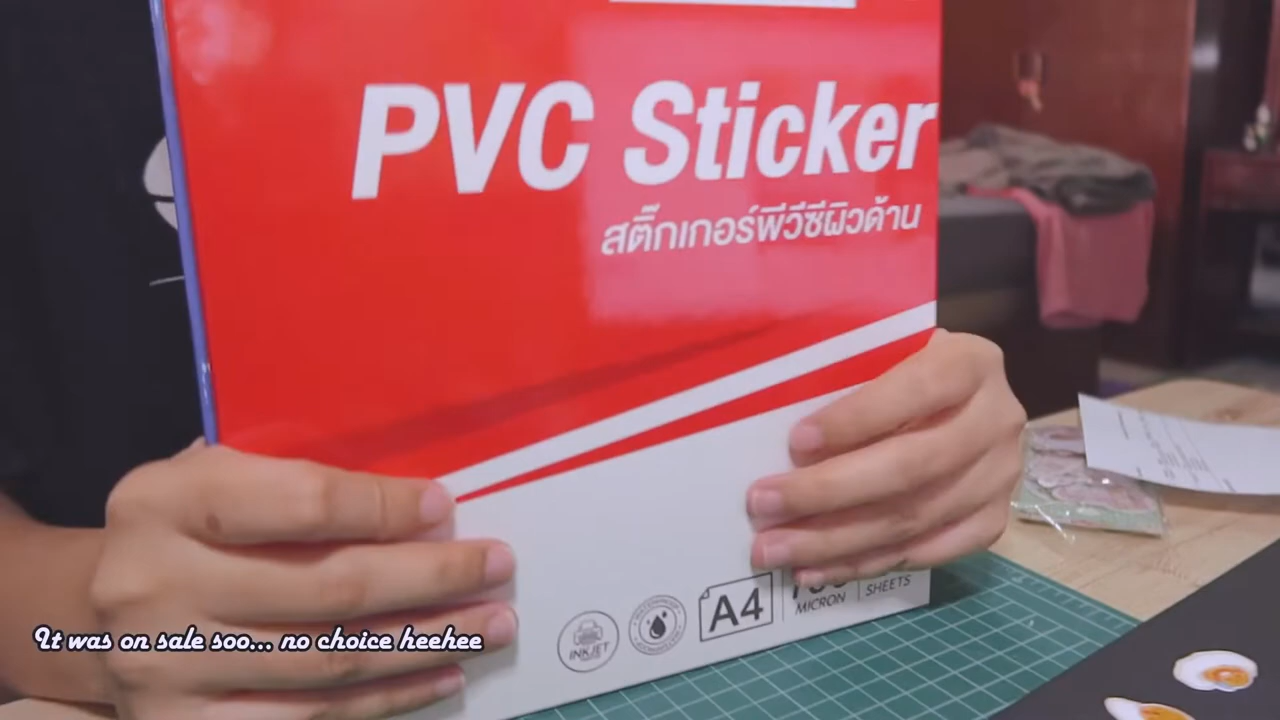 PVC Sticker
สติ๊กเกอร์พีวีซีผิวด้าน
A4
MICRON
SHEETS
INKJET
It was on sale soo... no choice heehee